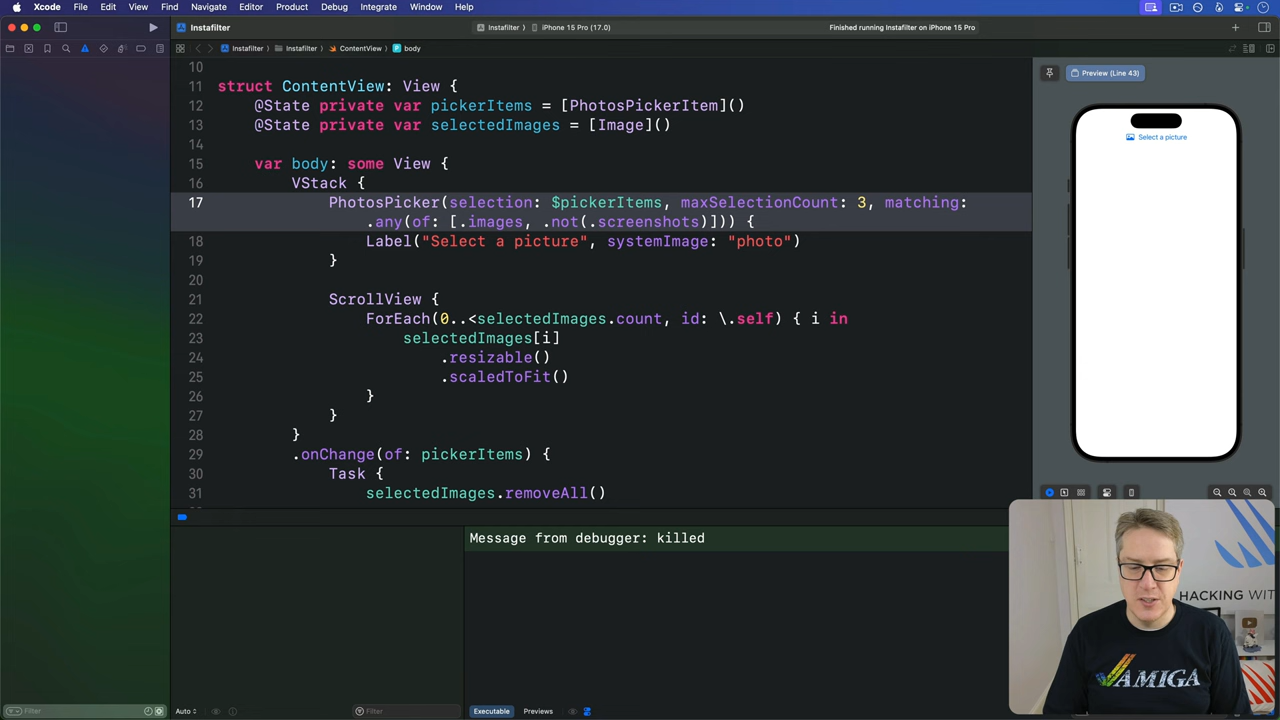 Xcode File Edit View Find Navigate Editor Product Debug Integrate Window Help
Instafilter
Instafilter 〉 iPhone 15 Pro (17.0)
Finished running Instafilter on iPhone 15 Pro
Instafilter 〉 Instafilter 〉 ContentView 〉 P body
10
11 struct ContentView: View {
12 @State private var pickerItems = [PhotosPickerItem]()
13 @State private var selectedImages = [Image]()
14
15 var body: some View {
16 VStack {
17 PhotosPicker(selection: $pickerItems, maxSelectionCount: 3, matching:
.any(of: [.images, .not(.screenshots)])) {
18 Label("Select a picture", systemImage: "photo")
19 }
20
21 ScrollView {
22 ForEach(0..<selectedImages.count, id: \.self) { i in
23 selectedImages[i]
24 .resizable()
25 .scaledToFit()
26 }
27 }
28 }
29 .onChange(of: pickerItems) {
30 Task {
31 selectedImages.removeAll()
Preview (Line 43)
Select a picture
Message from debugger: killed
HACKING WIT
AMIGA
Filter
Auto
Filter
Executable Previews